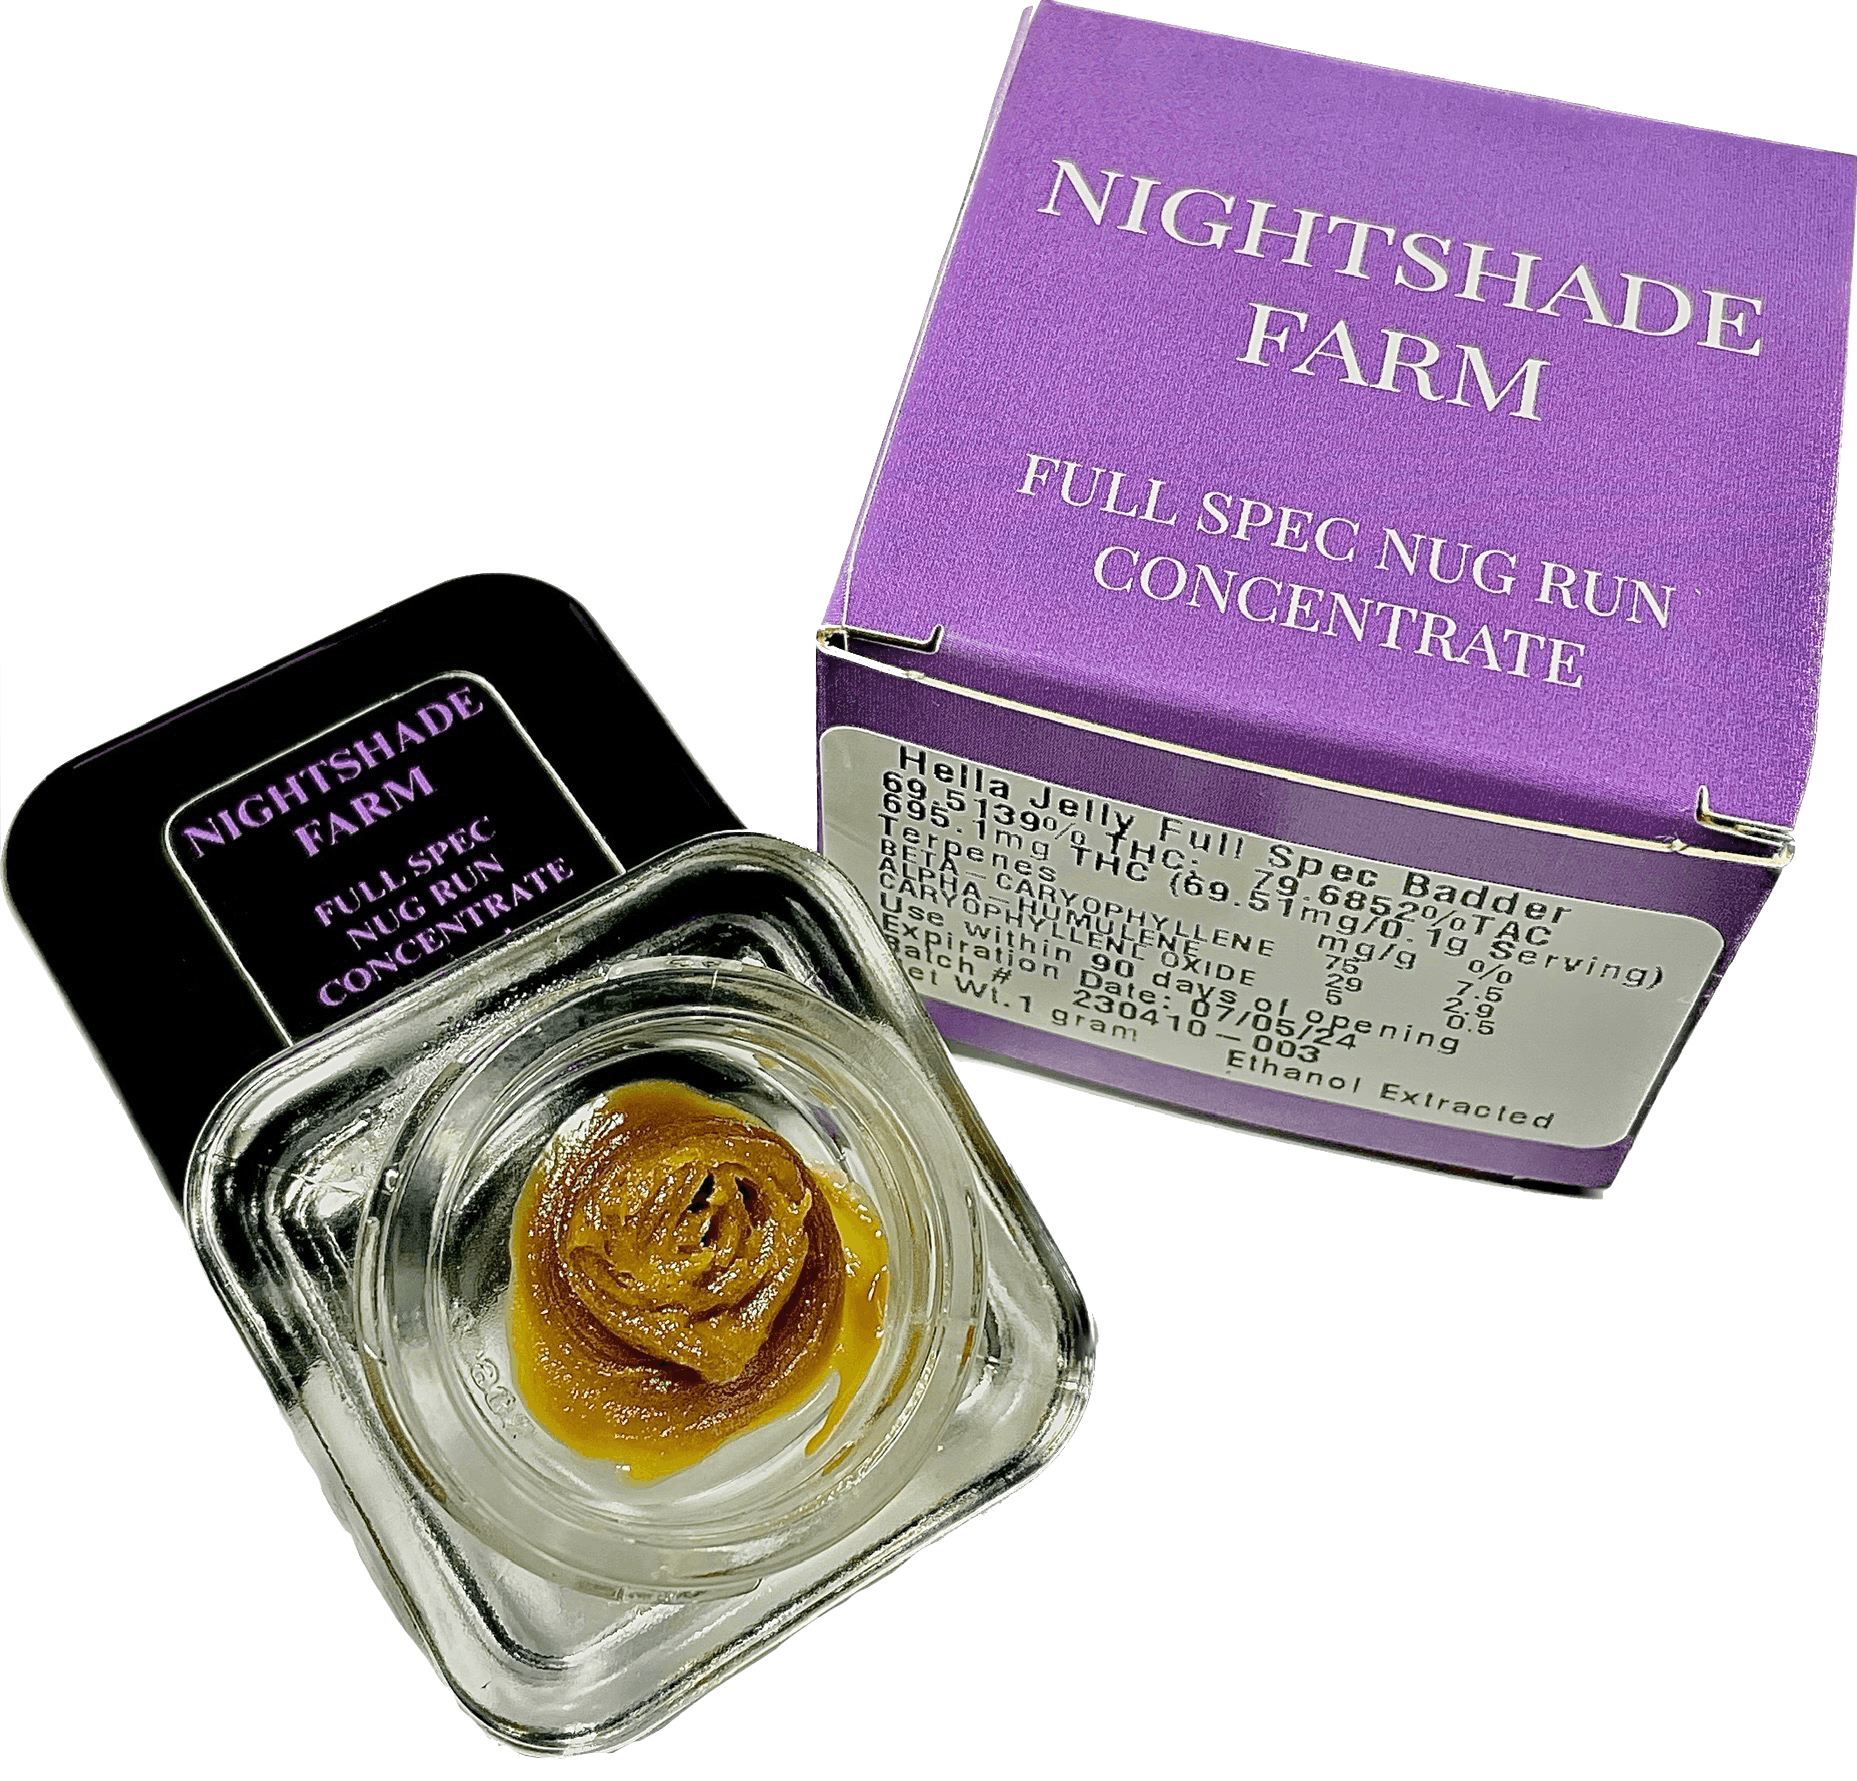 NIGHTSHADE
FARM
FULL SPEC NUG RUN
CONCENTRATE
Hella Jelly Full Spec Badder
69.5139% THC: 79.6852%TAC
695.1mg THC (69.51mg/0.1g Serving)
Terpenes mg/g %
BETA-CARYOPHYLLENE 75 7.5
ALPHA-HUMULENE 29 2.9
CARYOPHYLLENE OXIDE 5 0.5
Use within 90 days of opening
Expiration Date: 07/05/24
Batch # 230410-003
et Wt.1 gram Ethanol Extracted
NIGHTSHADE
FARM
FULL SPEC
NUG RUN
CONCENTRATE